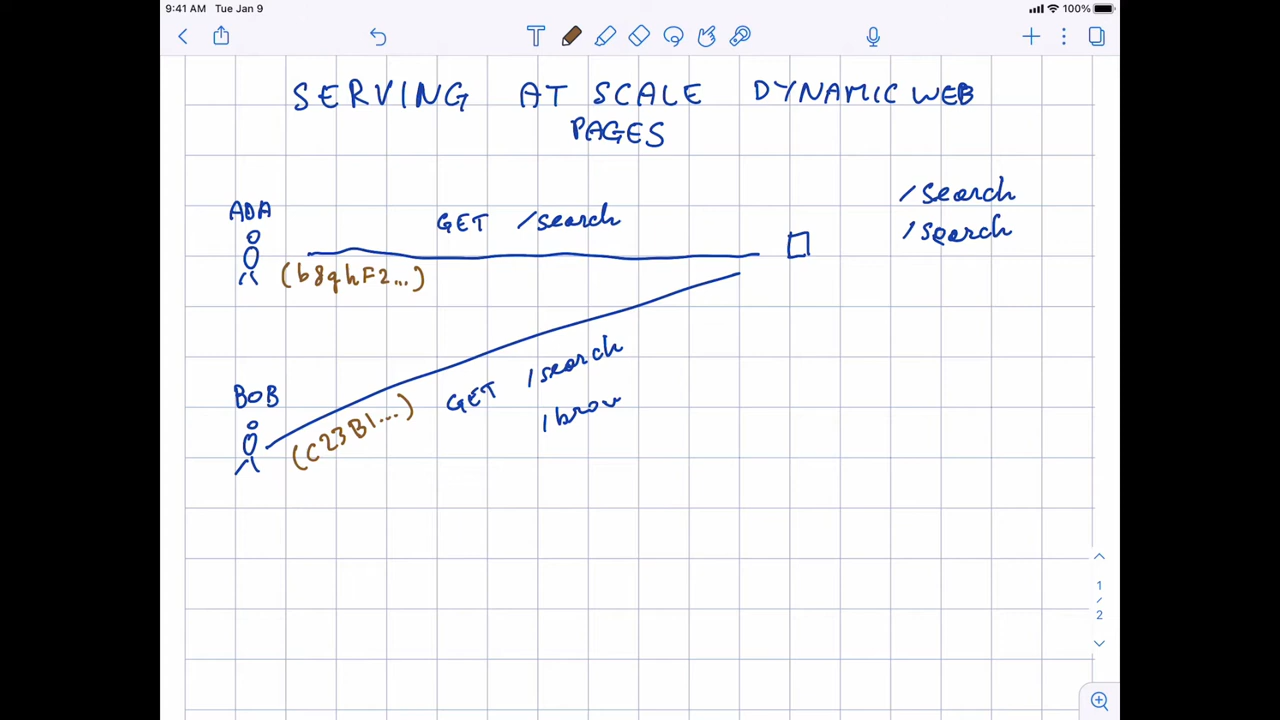 9:41 AM Tue Jan 9
100%
T
SERVING AT SCALE DYNAMIC WEB
PAGES
ADA
GET /search
/search
/search
(b8qhF2...)
BOB
GET /search
/brow
(C23B1...)
1
/
2